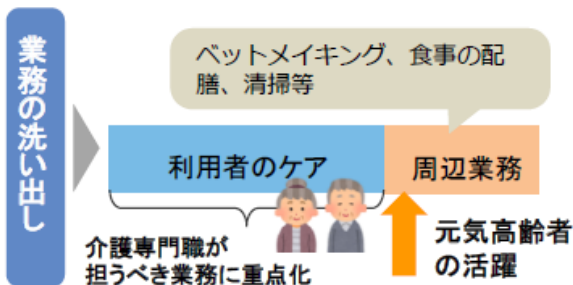 業務の洗い出し
ベットメイキング、食事の配
膳、清掃等
利用者のケア
周辺業務
介護専門職が
担うべき業務に重点化
元気高齢者
の活躍